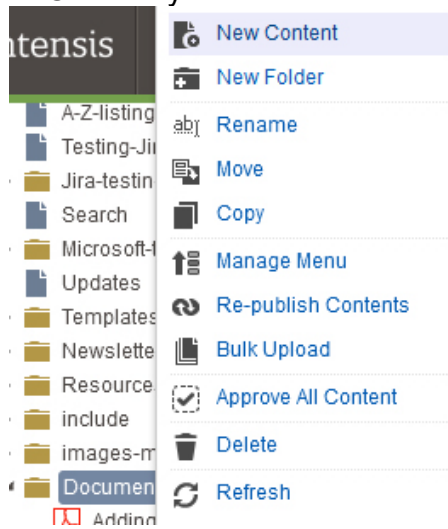 ntensis
A-Z-listing
Testing-Ji
Jira-testin
Search
Microsoft-t
Updates
Templates
Newslette
Resource
include
images-m
Documen
Adding
New Content
New Folder
Rename
Move
Copy
Manage Menu
Re-publish Contents
Bulk Upload
Approve All Content
Delete
Refresh